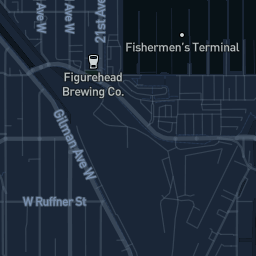 Ave W
Ave W
21st Ave
Fishermen's Terminal
Figurehead
Brewing Co.
Gilman Ave W
W Ruffner St